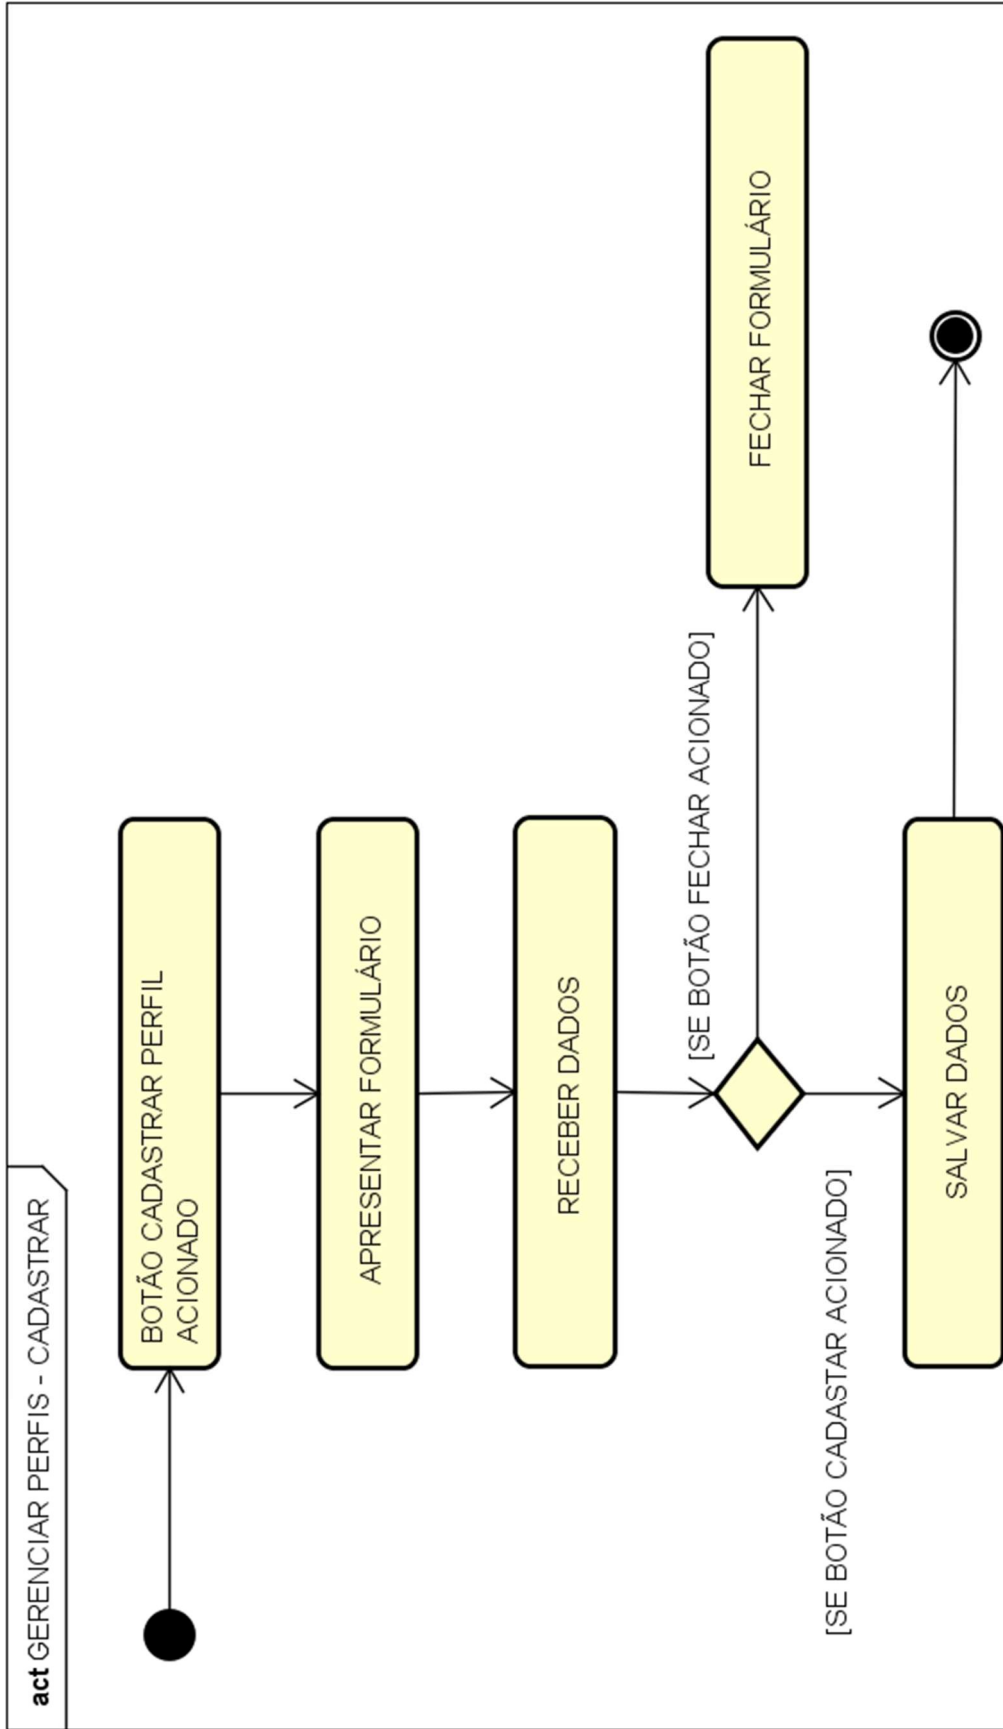 act GERENCIAR PERFIS - CADASTRAR
BOTÃO CADASTRAR PERFIL
ACIONADO
APRESENTAR FORMULÁRIO
RECEBER DADOS
[SE BOTÃO FECHAR ACIONADO]
FECHAR FORMULÁRIO
[SE BOTÃO CADASTAR ACIONADO]
SALVAR DADOS